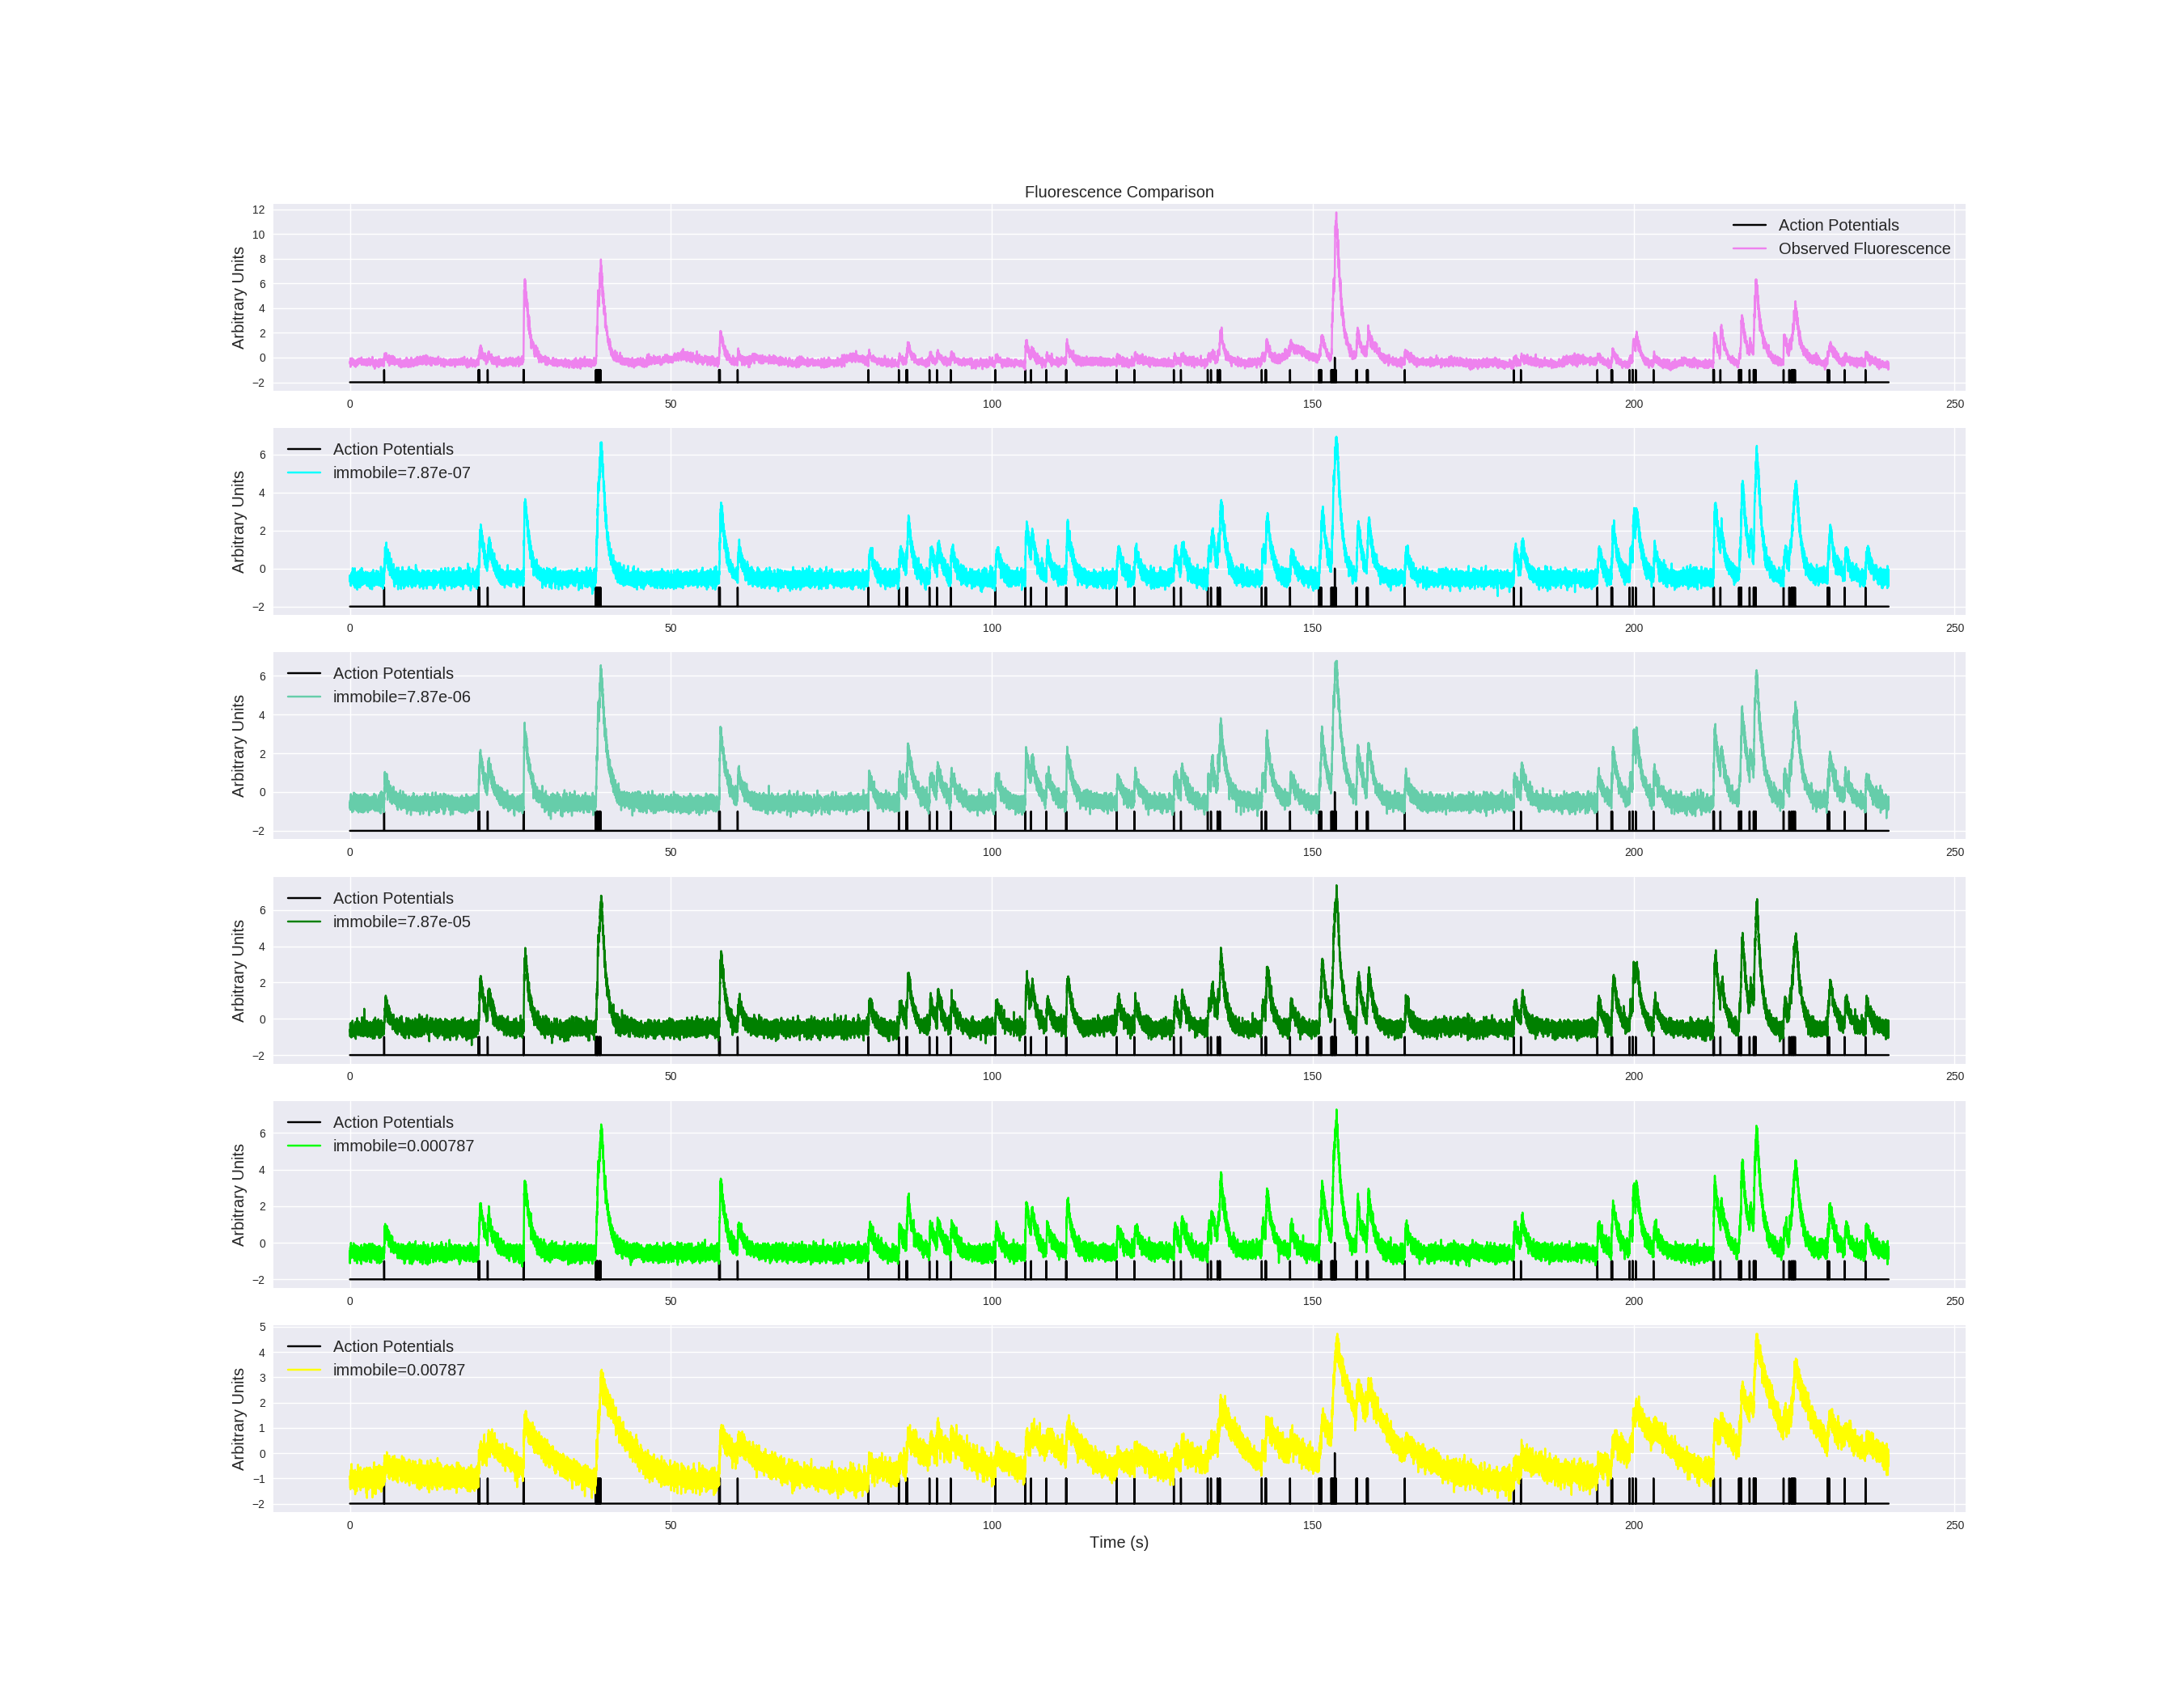 Fluorescence Comparison
12
10
8
6
4
2
0
−2
Arbitrary Units
Action Potentials
Observed Fluorescence
0 50 100 150 200 250
6
4
2
0
−2
Arbitrary Units
Action Potentials
immobile=7.87e-07
0 50 100 150 200 250
6
4
2
0
−2
Arbitrary Units
Action Potentials
immobile=7.87e-06
0 50 100 150 200 250
6
4
2
0
−2
Arbitrary Units
Action Potentials
immobile=7.87e-05
0 50 100 150 200 250
6
4
2
0
−2
Arbitrary Units
Action Potentials
immobile=0.000787
0 50 100 150 200 250
5
4
3
2
1
0
−1
−2
Arbitrary Units
Action Potentials
immobile=0.00787
0 50 100 150 200 250
Time (s)